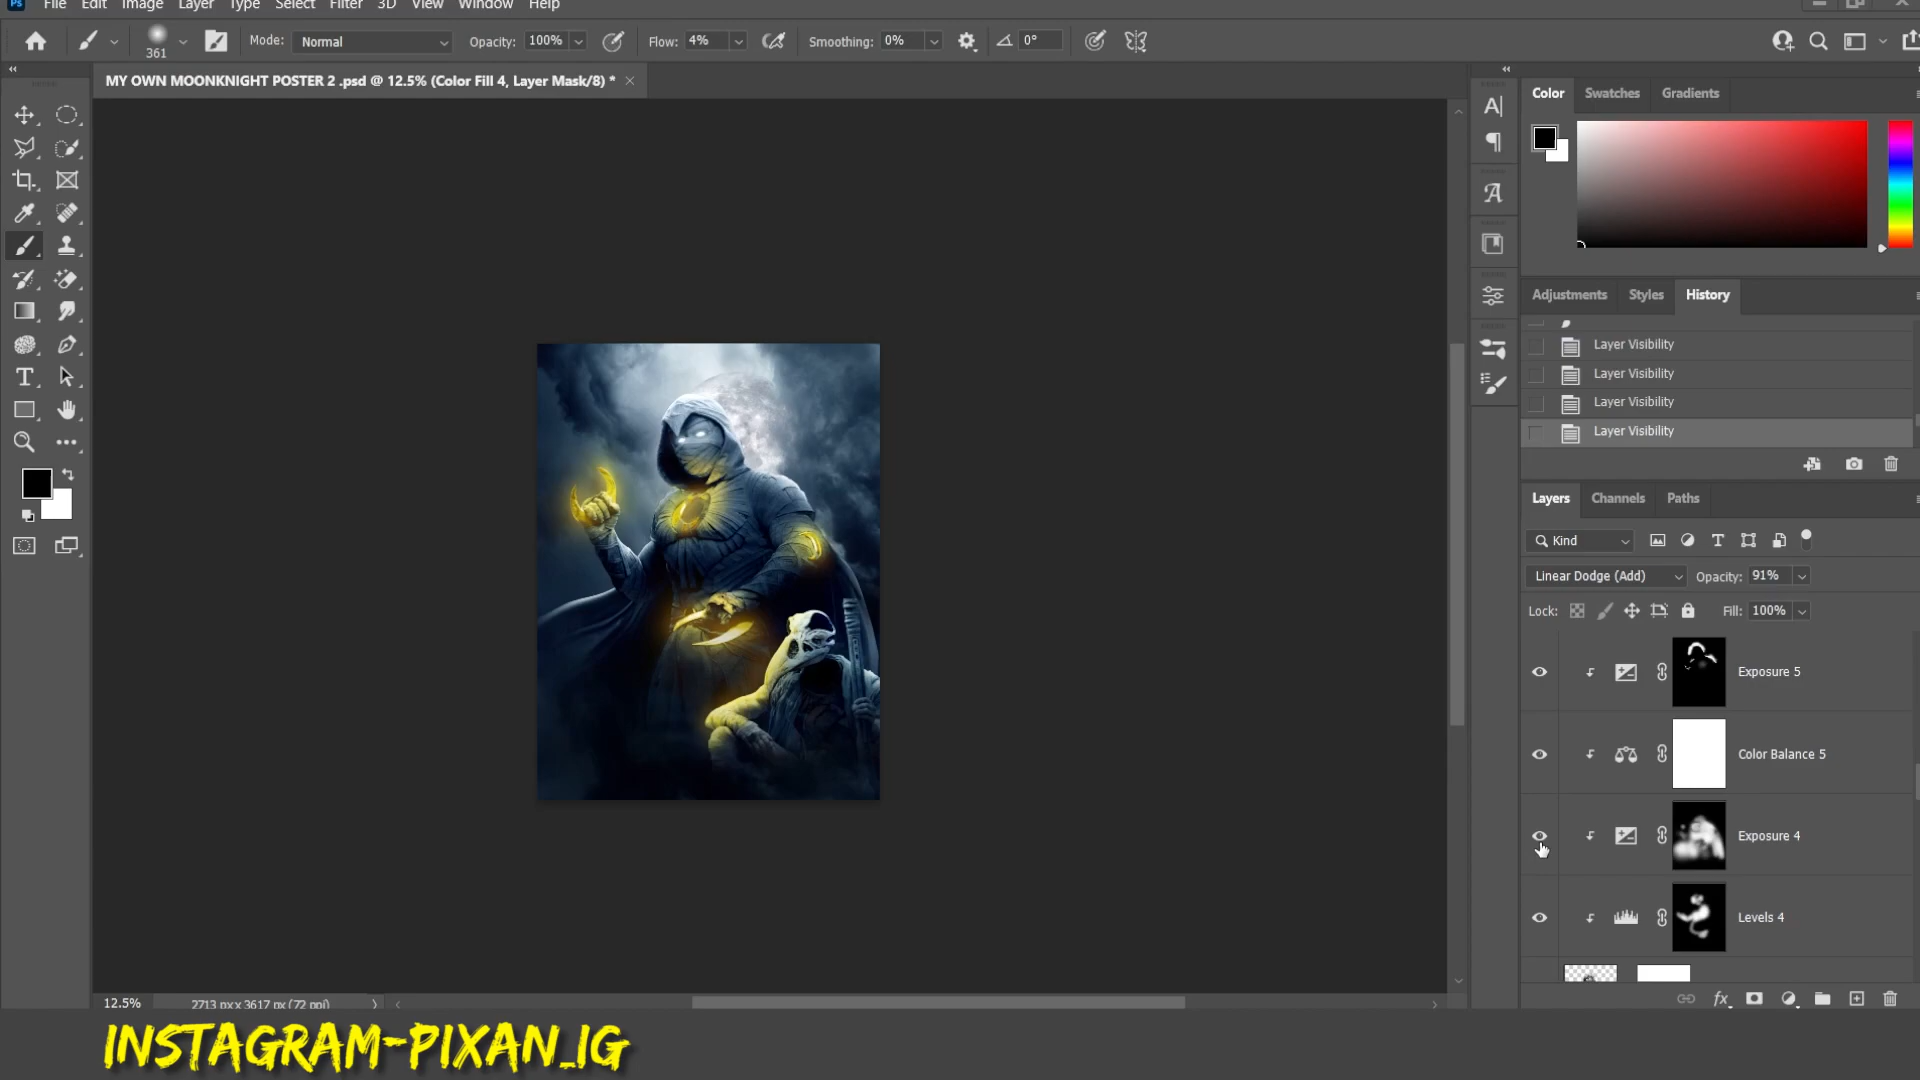 Ps File Edit Image Layer Type Select Filter 3D View Window Help
361 Mode: Normal Opacity: 100% Flow: 4% Smoothing: 0% 0°
MY OWN MOONKNIGHT POSTER 2 .psd @ 12.5% (Color Fill 4, Layer Mask/8) *
Color Swatches Gradients
Adjustments Styles History
Layer Visibility
Layer Visibility
Layer Visibility
Layer Visibility
Layers Channels Paths
Kind
Linear Dodge (Add) Opacity: 91%
Lock: Fill: 100%
Exposure 5
Color Balance 5
Exposure 4
Levels 4
fx
12.5% 2713 px x 3617 px (72 ppi)
INSTAGRAM-PIXAN_IG